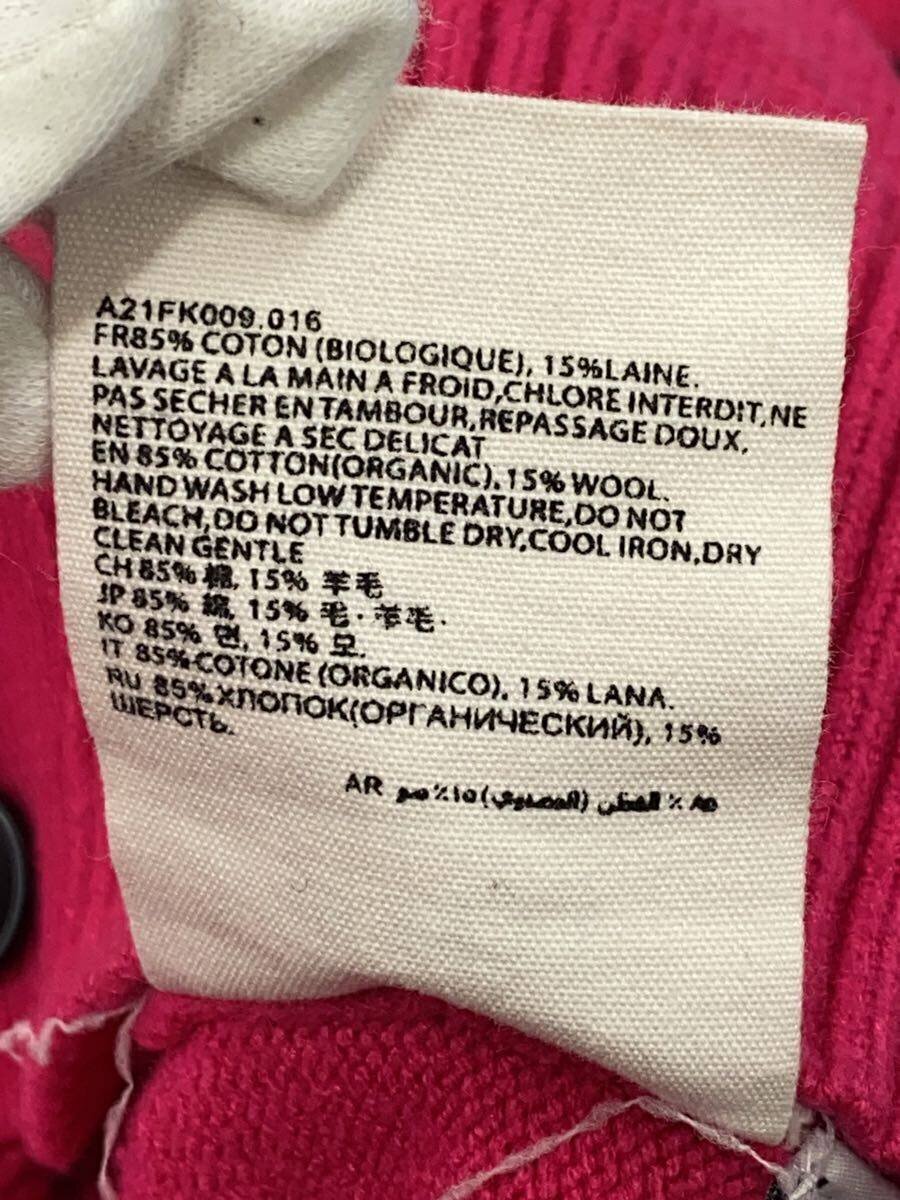 A21FK009.016
FR85% COTON (BIOLOGIQUE), 15%LAINE.
LAVAGE A LA MAIN A FROID,CHLORE INTERDIT,NE
PAS SECHER EN TAMBOUR,REPASSAGE DOUX,
NETTOYAGE A SEC DELICAT
EN 85% COTTON(ORGANIC),15% WOOL.
HAND WASH LOW TEMPERATURE,DO NOT
BLEACH,DO NOT TUMBLE DRY,COOL IRON,DRY
CLEAN GENTLE
CH 85% 棉, 15% 羊毛
JP 85% 綿, 15% 毛·羊毛.
KO 85% 면, 15% 모.
IT 85%COTONE (ORGANICO), 15% LANA.
RU 85%ХЛОПОК(ОРГАНИЧЕСКИЙ), 15%
ШЕРСТЬ.
AR